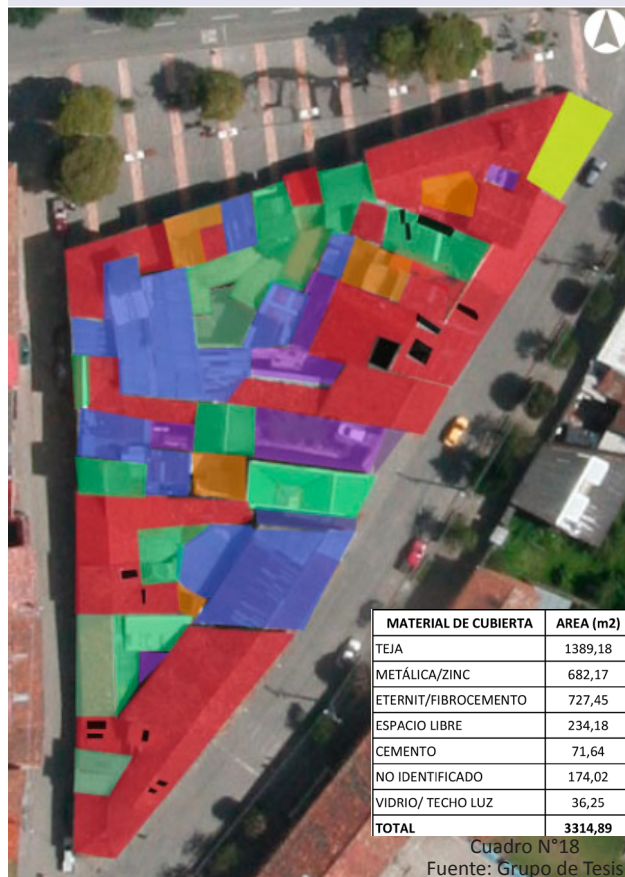 MATERIAL DE CUBIERTA AREA (m2)
TEJA 1389,18
METÁLICA/ZINC 682,17
ETERNIT/FIBROCEMENTO 727,45
ESPACIO LIBRE 234,18
CEMENTO 71,64
NO IDENTIFICADO 174,02
VIDRIO/ TECHO LUZ 36,25
TOTAL 3314,89
Cuadro N°18
Fuente: Grupo de Tesis